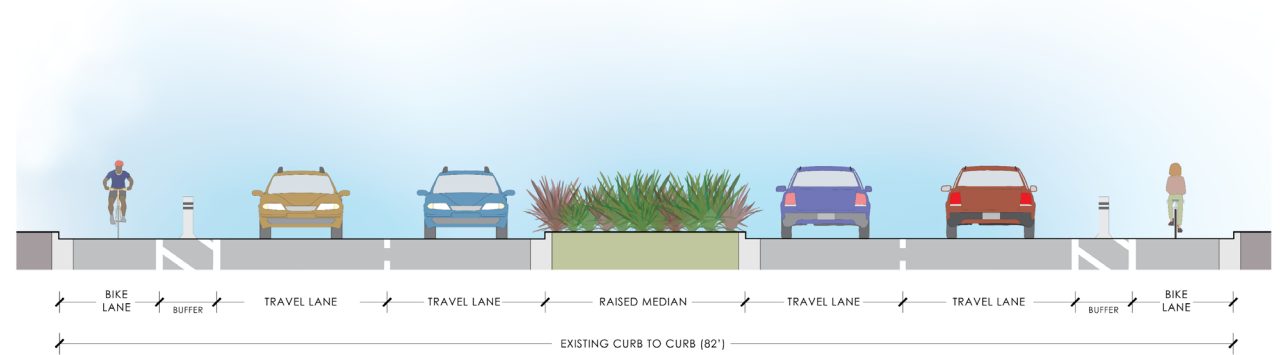 BIKE
LANE
BUFFER
TRAVEL LANE
TRAVEL LANE
RAISED MEDIAN
TRAVEL LANE
TRAVEL LANE
BUFFER
BIKE
LANE
EXISTING CURB TO CURB (82')